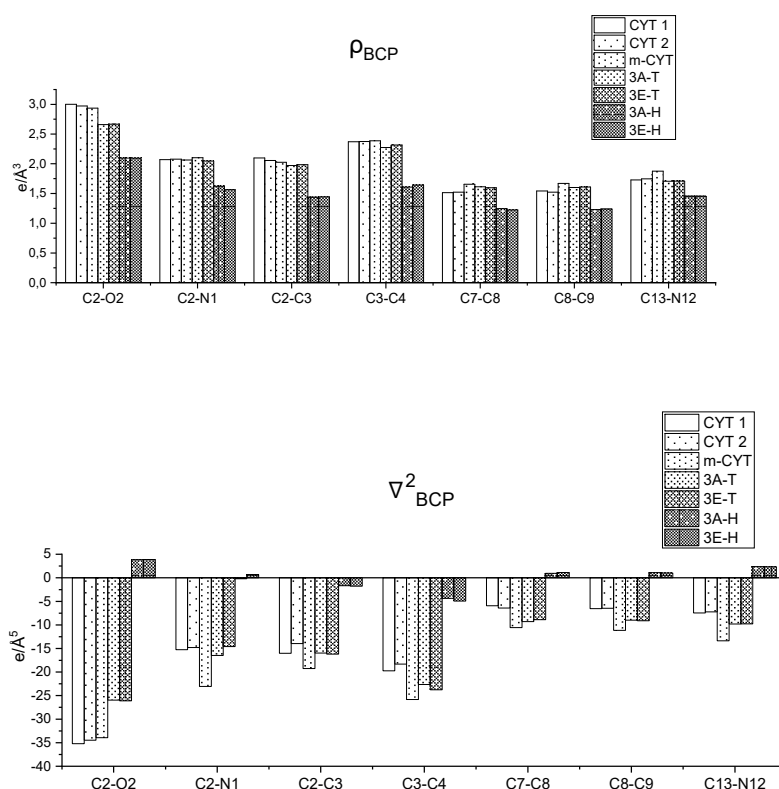 ρBCP
CYT 1
CYT 2
m-CYT
3A-T
3E-T
3A-H
3E-H
e/Å³
3,0
2,5
2,0
1,5
1,0
0,5
0,0
C2-O2 C2-N1 C2-C3 C3-C4 C7-C8 C8-C9 C13-N12
∇²BCP
CYT 1
CYT 2
m-CYT
3A-T
3E-T
3A-H
3E-H
e/Å⁵
5
0
-5
-10
-15
-20
-25
-30
-35
-40
C2-O2 C2-N1 C2-C3 C3-C4 C7-C8 C8-C9 C13-N12